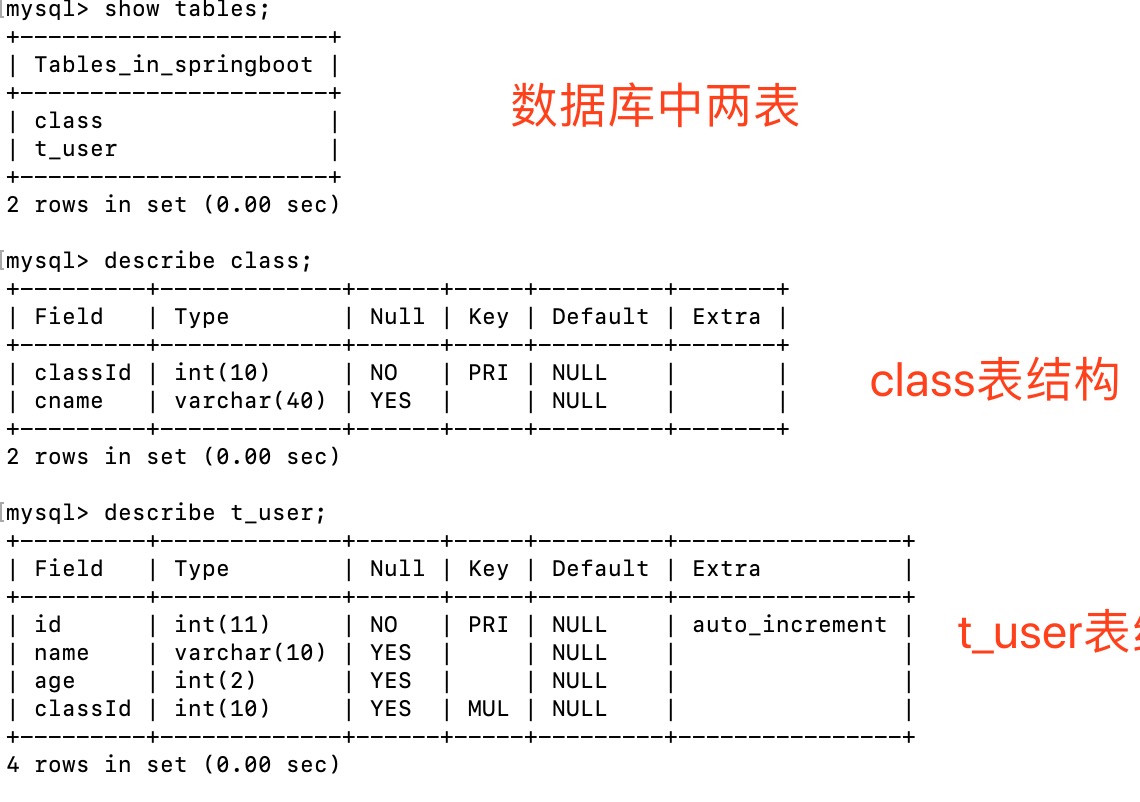 mysql> show tables;
+----------------------+
| Tables_in_springboot |
+----------------------+
| class                |
| t_user               |
+----------------------+
2 rows in set (0.00 sec)
数据库中两表
mysql> describe class;
+---------+-------------+------+-----+---------+-------+
| Field   | Type        | Null | Key | Default | Extra |
+---------+-------------+------+-----+---------+-------+
| classId | int(10)     | NO   | PRI | NULL    |       |
| cname   | varchar(40) | YES  |     | NULL    |       |
+---------+-------------+------+-----+---------+-------+
2 rows in set (0.00 sec)
class表结构
mysql> describe t_user;
+---------+-------------+------+-----+---------+----------------+
| Field   | Type        | Null | Key | Default | Extra          |
+---------+-------------+------+-----+---------+----------------+
| id      | int(11)     | NO   | PRI | NULL    | auto_increment |
| name    | varchar(10) | YES  |     | NULL    |                |
| age     | int(2)      | YES  |     | NULL    |                |
| classId | int(10)     | YES  | MUL | NULL    |                |
+---------+-------------+------+-----+---------+----------------+
4 rows in set (0.00 sec)
t_user表